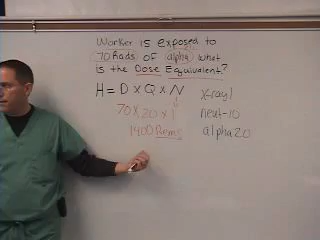 Worker is exposed to
70 Rads of alpha what
is the Dose Equivalent?
H = D x Q x N
x-ray 1
70 x 20 x 1
neut-10
1400 Rems
alpha 20